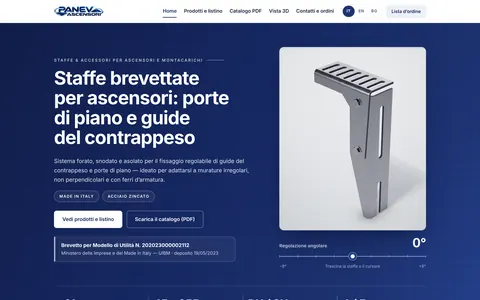 PANEV
ASCENSORI
Home
Prodotti e listino
Catalogo PDF
Vista 3D
Contatti e ordini
IT
EN
RO
Lista d'ordine
STAFFE & ACCESSORI PER ASCENSORI E MONTACARICHI
Staffe brevettate
per ascensori: porte
di piano e guide
del contrappeso
Sistema forato, snodato e asolato per il fissaggio regolabile di guide del
contrappeso e porte di piano — ideato per adattarsi a murature irregolari,
non perpendicolari e con ferri d'armatura.
MADE IN ITALY
ACCIAIO ZINCATO
Vedi prodotti e listino
Scarica il catalogo (PDF)
Brevetto per Modello di Utilità N. 202023000002112
Ministero delle Imprese e del Made in Italy — UIBM · deposito 19/05/2023
Regolazione angolare
0°
Trascina la staffa o il cursore